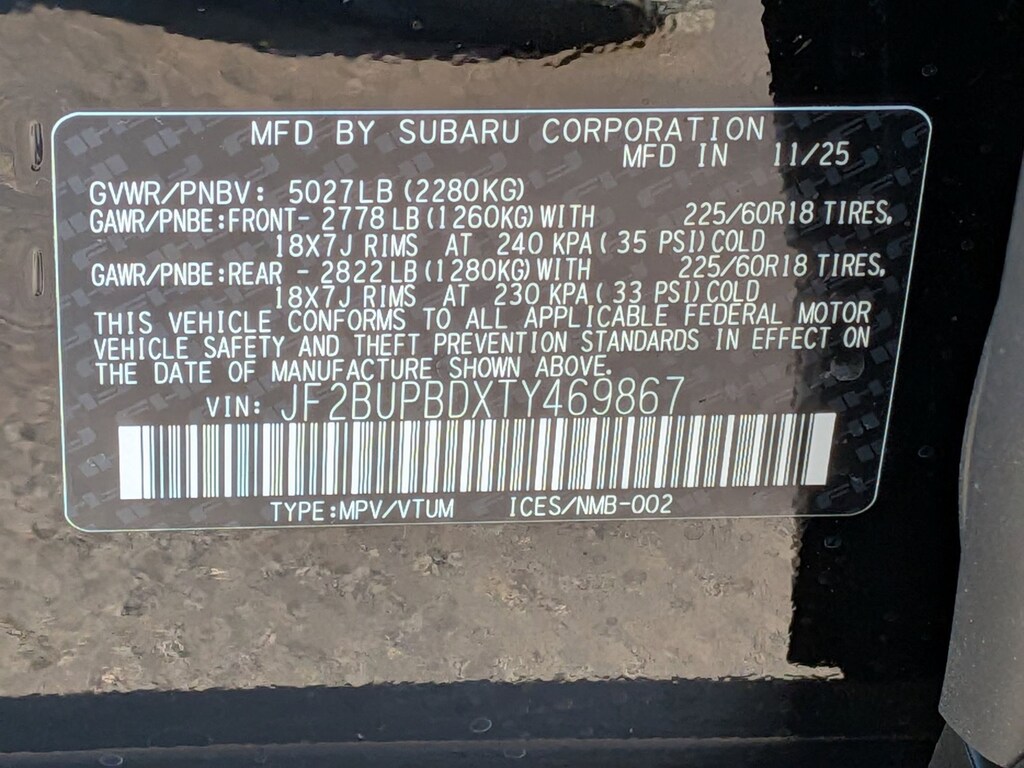 MFD BY SUBARU CORPORATION
MFD IN 11/25
GVWR/PNBV: 5027LB (2280KG)
GAWR/PNBE:FRONT- 2778 LB (1260KG) WITH 225/60R18 TIRES,
18X7J RIMS AT 240 KPA ( 35 PSI) COLD
GAWR/PNBE:REAR - 2822 LB (1280KG) WITH 225/60R18 TIRES,
18X7J RIMS AT 230 KPA ( 33 PSI) COLD
THIS VEHICLE CONFORMS TO ALL APPLICABLE FEDERAL MOTOR
VEHICLE SAFETY AND THEFT PREVENTION STANDARDS IN EFFECT ON
THE DATE OF MANUFACTURE SHOWN ABOVE.
VIN: JF2BUPBDXTY469867
TYPE:MPV/VTUM ICES/NMB-002